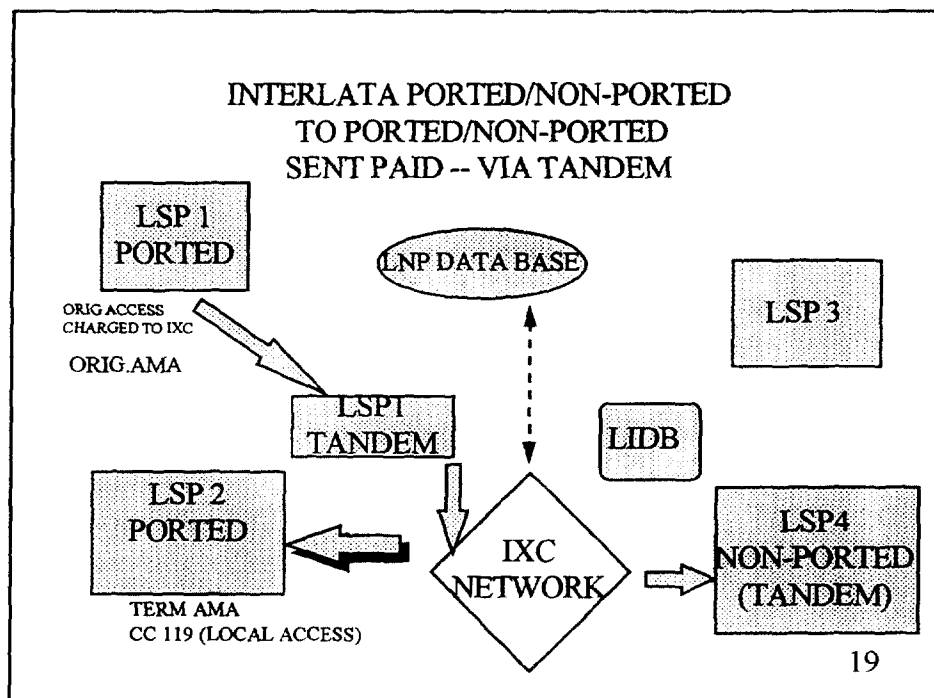 INTERLATA PORTED/NON-PORTED
TO PORTED/NON-PORTED
SENT PAID -- VIA TANDEM
LSP 1
PORTED
LNP DATA BASE
LSP 3
ORIG ACCESS
CHARGED TO IXC
ORIG.AMA
LSP1
TANDEM
LIDB
LSP 2
PORTED
IXC
NETWORK
LSP4
NON-PORTED
(TANDEM)
TERM AMA
CC 119 (LOCAL ACCESS)
19